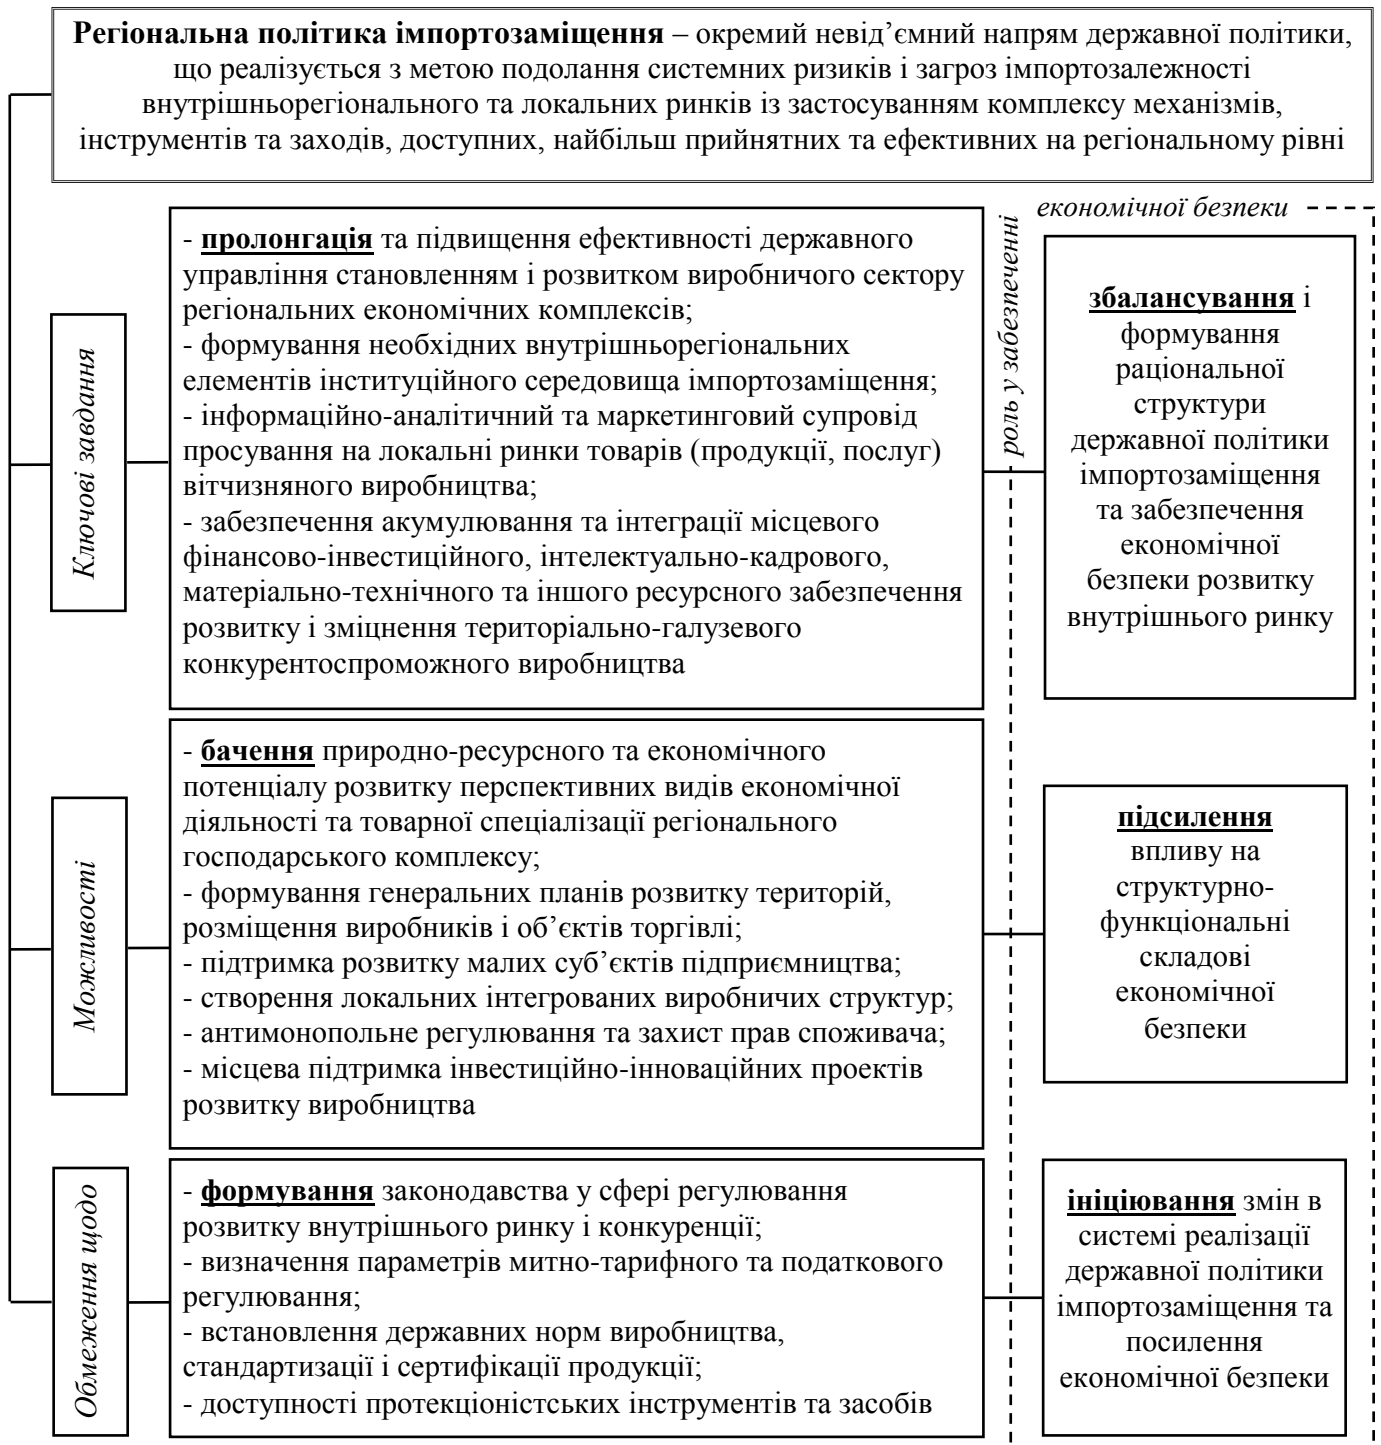 Регіональна політика імпортозаміщення – окремий невід’ємний напрям державної політики,
що реалізується з метою подолання системних ризиків і загроз імпортозалежності
внутрішньорегіонального та локальних ринків із застосуванням комплексу механізмів,
інструментів та заходів, доступних, найбільш прийнятних та ефективних на регіональному рівні
Ключові завдання
- пролонгація та підвищення ефективності державного
управління становленням і розвитком виробничого сектору
регіональних економічних комплексів;
- формування необхідних внутрішньорегіональних
елементів інституційного середовища імпортозаміщення;
- інформаційно-аналітичний та маркетинговий супровід
просування на локальні ринки товарів (продукції, послуг)
вітчизняного виробництва;
- забезпечення акумулювання та інтеграції місцевого
фінансово-інвестиційного, інтелектуально-кадрового,
матеріально-технічного та іншого ресурсного забезпечення
розвитку і зміцнення територіально-галузевого
конкурентоспроможного виробництва
роль у забезпеченні
економічної безпеки
збалансування і
формування
раціональної
структури
державної політики
імпортозаміщення
та забезпечення
економічної
безпеки розвитку
внутрішнього ринку
Можливості
- бачення природно-ресурсного та економічного
потенціалу розвитку перспективних видів економічної
діяльності та товарної спеціалізації регіонального
господарського комплексу;
- формування генеральних планів розвитку територій,
розміщення виробників і об’єктів торгівлі;
- підтримка розвитку малих суб’єктів підприємництва;
- створення локальних інтегрованих виробничих структур;
- антимонопольне регулювання та захист прав споживача;
- місцева підтримка інвестиційно-інноваційних проектів
розвитку виробництва
підсилення
впливу на
структурно-
функціональні
складові
економічної
безпеки
Обмеження щодо
- формування законодавства у сфері регулювання
розвитку внутрішнього ринку і конкуренції;
- визначення параметрів митно-тарифного та податкового
регулювання;
- встановлення державних норм виробництва,
стандартизації і сертифікації продукції;
- доступності протекціоністських інструментів та засобів
ініціювання змін в
системі реалізації
державної політики
імпортозаміщення та
посилення
економічної безпеки